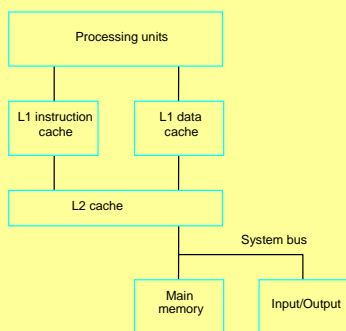 Processing units
L1 instruction
cache
L1 data
cache
L2 cache
System bus
Main
memory
Input/Output